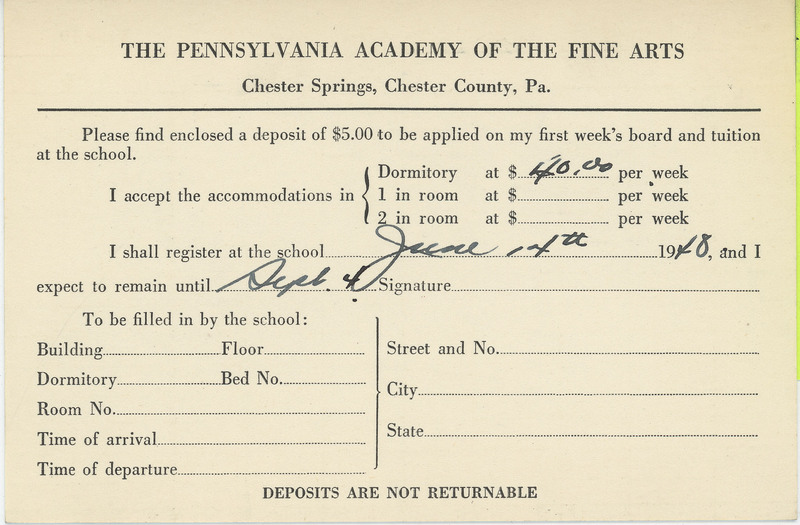 THE PENNSYLVANIA ACADEMY OF THE FINE ARTS
Chester Springs, Chester County, Pa.
Please find enclosed a deposit of $5.00 to be applied on my first week's board and tuition
at the school.
I accept the accommodations in
Dormitory at $ 40.00 per week
1 in room at $ per week
2 in room at $ per week
I shall register at the school June 14th 1948, and I
expect to remain until Sept. 4 Signature
To be filled in by the school:
Building Floor
Dormitory Bed No.
Room No.
Time of arrival
Time of departure
Street and No.
City
State
DEPOSITS ARE NOT RETURNABLE